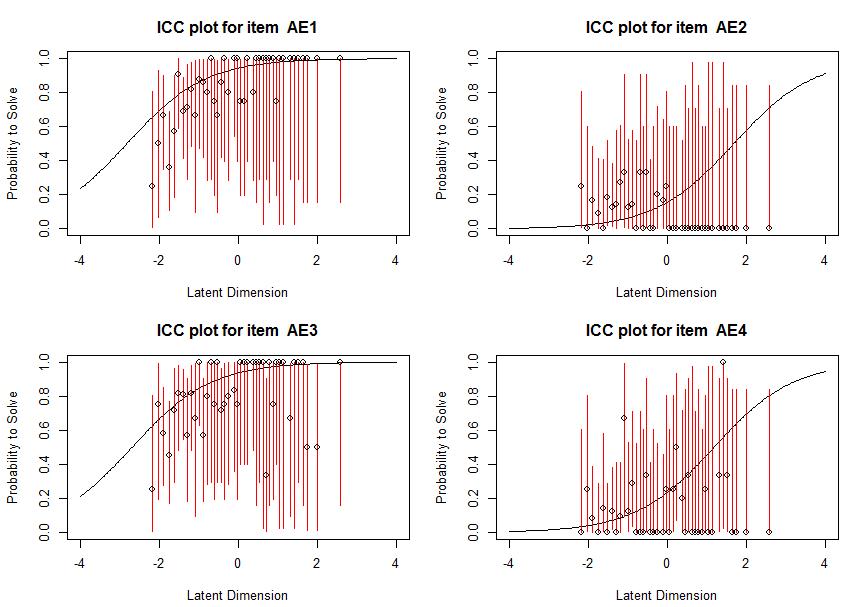 ICC plot for item  AE1
Probability to Solve
0.0 0.2 0.4 0.6 0.8 1.0
-4 -2 0 2 4
Latent Dimension
ICC plot for item  AE2
Probability to Solve
0.0 0.2 0.4 0.6 0.8 1.0
-4 -2 0 2 4
Latent Dimension
ICC plot for item  AE3
Probability to Solve
0.0 0.2 0.4 0.6 0.8 1.0
-4 -2 0 2 4
Latent Dimension
ICC plot for item  AE4
Probability to Solve
0.0 0.2 0.4 0.6 0.8 1.0
-4 -2 0 2 4
Latent Dimension